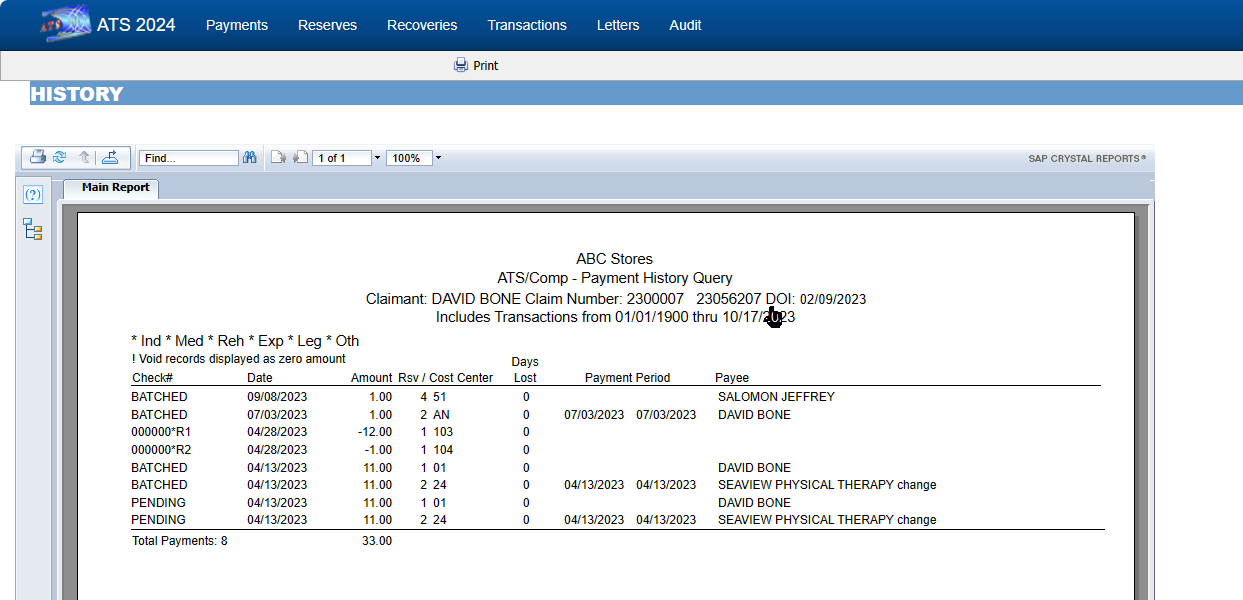 ATS ATS 2024 Payments Reserves Recoveries Transactions Letters Audit
Print
HISTORY
Find... 1 of 1 100% SAP CRYSTAL REPORTS®
(?) Main Report
ABC Stores
ATS/Comp - Payment History Query
Claimant: DAVID BONE Claim Number: 2300007 23056207 DOI: 02/09/2023
Includes Transactions from 01/01/1900 thru 10/17/2023
* Ind * Med * Reh * Exp * Leg * Oth
! Void records displayed as zero amount
Check# Date Amount Rsv / Cost Center Days Lost Payment Period Payee
BATCHED 09/08/2023 1.00 4 51 0 SALOMON JEFFREY
BATCHED 07/03/2023 1.00 2 AN 0 07/03/2023 07/03/2023 DAVID BONE
000000*R1 04/28/2023 -12.00 1 103 0
000000*R2 04/28/2023 -1.00 1 104 0
BATCHED 04/13/2023 11.00 1 01 0 DAVID BONE
BATCHED 04/13/2023 11.00 2 24 0 04/13/2023 04/13/2023 SEAVIEW PHYSICAL THERAPY change
PENDING 04/13/2023 11.00 1 01 0 DAVID BONE
PENDING 04/13/2023 11.00 2 24 0 04/13/2023 04/13/2023 SEAVIEW PHYSICAL THERAPY change
Total Payments: 8 33.00